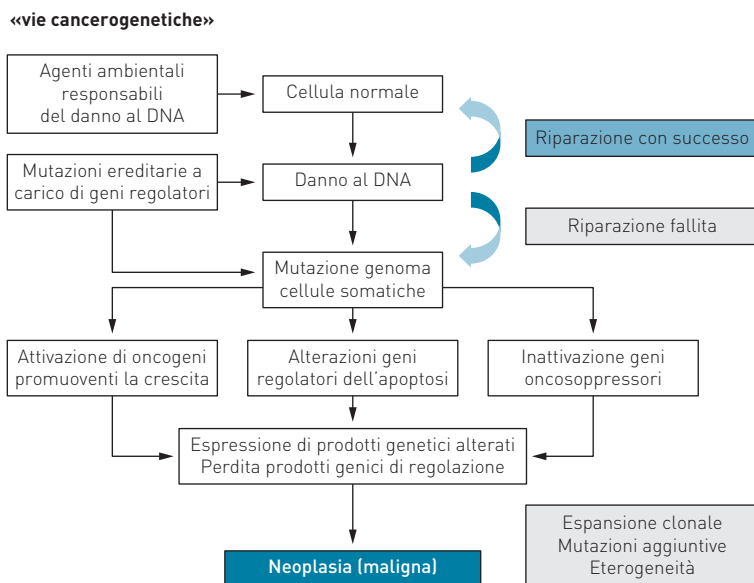 «vie cancerogenetiche»
Agenti ambientali
responsabili
del danno al DNA
Cellula normale
Riparazione con successo
Mutazioni ereditarie a
carico di geni regolatori
Danno al DNA
Riparazione fallita
Mutazione genoma
cellule somatiche
Attivazione di oncogeni
promuoventi la crescita
Alterazioni geni
regolatori dell'apoptosi
Inattivazione geni
oncosoppressori
Espressione di prodotti genetici alterati
Perdita prodotti genici di regolazione
Espansione clonale
Mutazioni aggiuntive
Eterogeneità
Neoplasia (maligna)